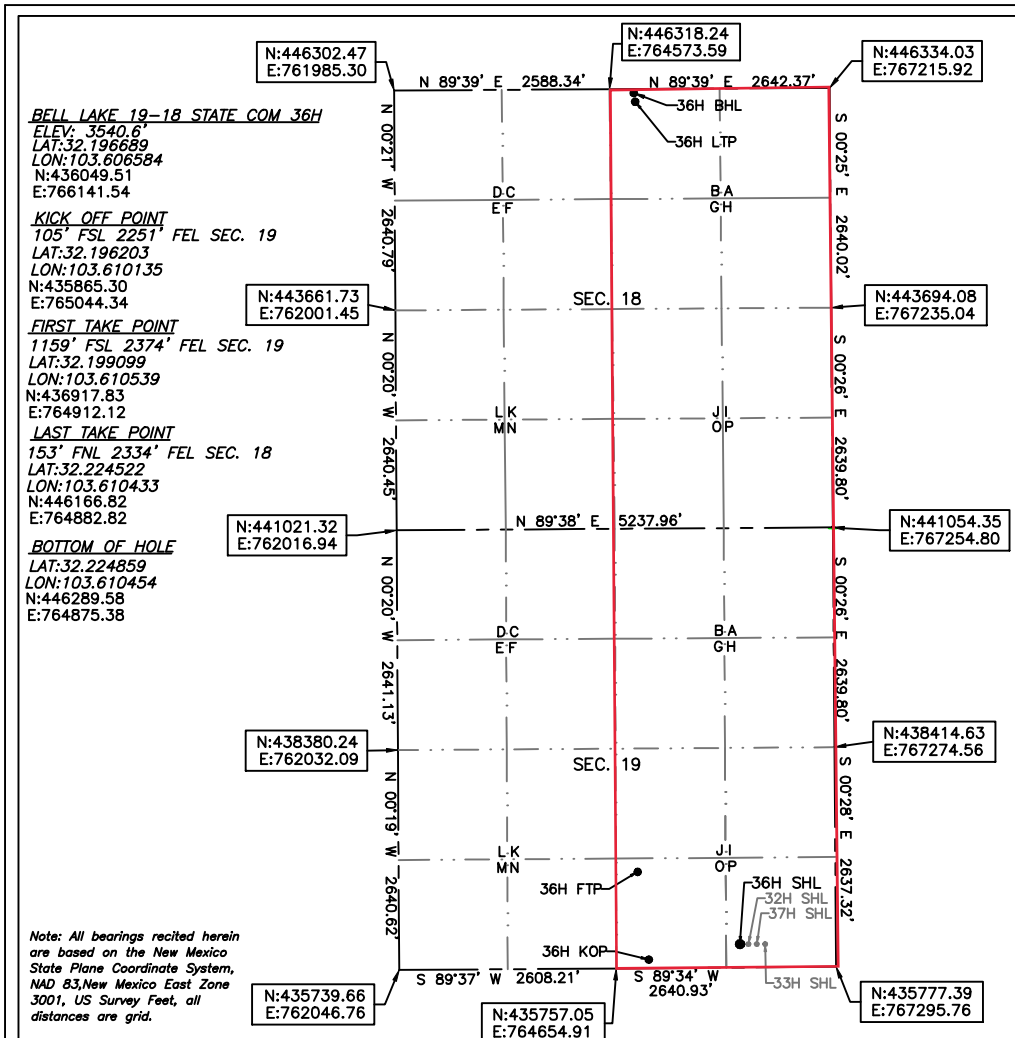 N:446302.47
E:761985.30
N:446318.24
E:764573.59
N:446334.03
E:767215.92
N 89°39' E 2588.34'
N 89°39' E 2642.37'
BELL LAKE 19-18 STATE COM 36H
ELEV: 3540.6'
LAT:32.196689
LON:103.606584
N:436049.51
E:766141.54
KICK OFF POINT
105' FSL 2251' FEL SEC. 19
LAT:32.196203
LON:103.610135
N:435865.30
E:765044.34
FIRST TAKE POINT
1159' FSL 2374' FEL SEC. 19
LAT:32.199099
LON:103.610539
N:436917.83
E:764912.12
LAST TAKE POINT
153' FNL 2334' FEL SEC. 18
LAT:32.224522
LON:103.610433
N:446166.82
E:764882.82
BOTTOM OF HOLE
LAT:32.224859
LON:103.610454
N:446289.58
E:764875.38
36H BHL
36H LTP
N 00°21' W 2640.79'
S 00°25' E 2640.02'
D C
E F
B A
G H
N:443661.73
E:762001.45
SEC. 18
N:443694.08
E:767235.04
N 00°20' W 2640.45'
S 00°26' E 2639.80'
L K
M N
J I
O P
N:441021.32
E:762016.94
N 89°38' E 5237.96'
N:441054.35
E:767254.80
N 00°20' W 2641.13'
S 00°26' E 2639.80'
D C
E F
B A
G H
N:438380.24
E:762032.09
SEC. 19
N:438414.63
E:767274.56
N 00°19' W 2640.62'
S 00°28' E 2637.32'
L K
M N
J I
O P
36H FTP
36H SHL
32H SHL
37H SHL
33H SHL
36H KOP
S 89°37' W 2608.21'
S 89°34' W
2640.93'
N:435739.66
E:762046.76
N:435757.05
E:764654.91
N:435777.39
E:767295.76
Note: All bearings recited herein
are based on the New Mexico
State Plane Coordinate System,
NAD 83,New Mexico East Zone
3001, US Survey Feet, all
distances are grid.